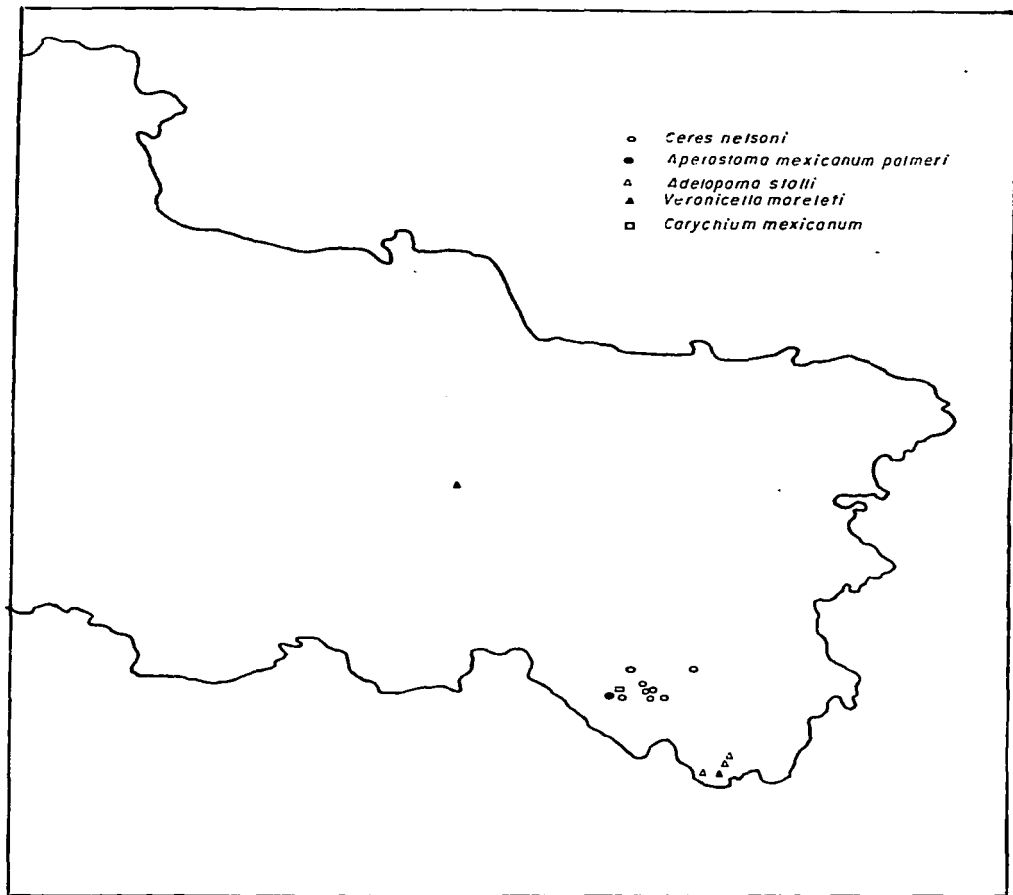 Ceres nelsoni
Aperostoma mexicanum palmeri
Adelopoma stolli
Veronicella moreleti
Carychium mexicanum